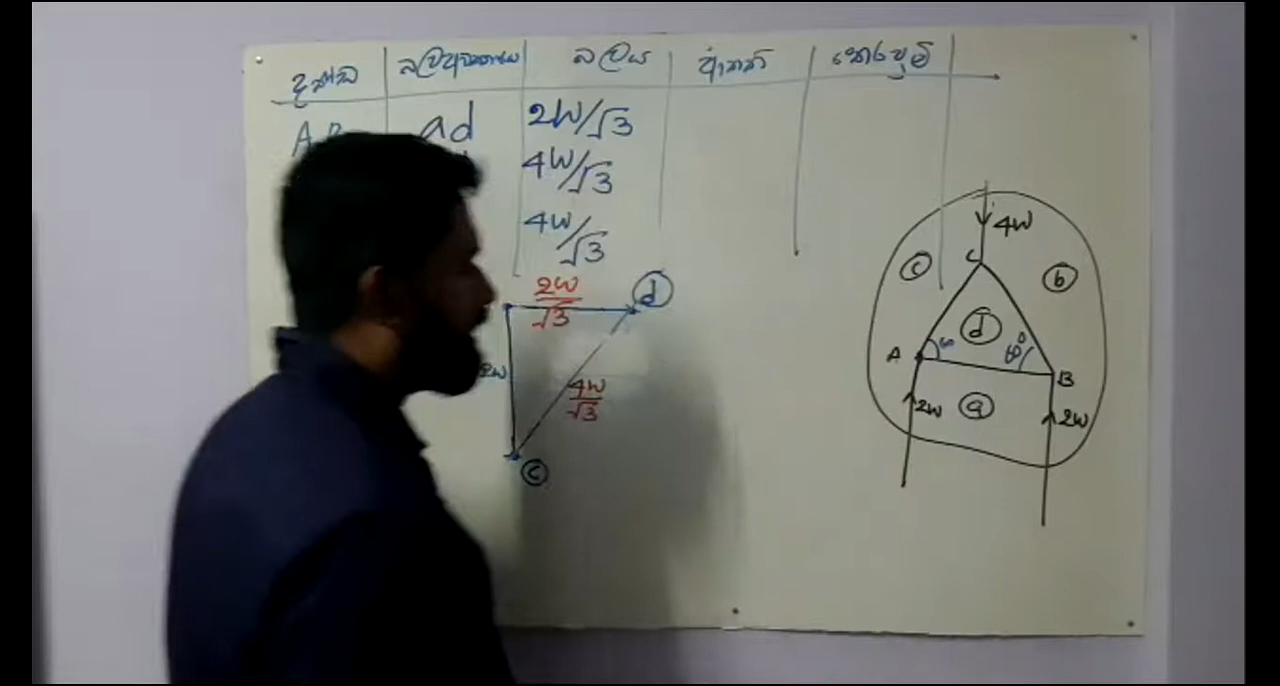 දණ්ඩ
බලය
ආතති
තෙරපුම්
ad
2W/√3
4W/√3
4W/√3
2W/√3
d
2W
4W/√3
c
4W
C
c
b
d
A
60°
B
2W
a
2W